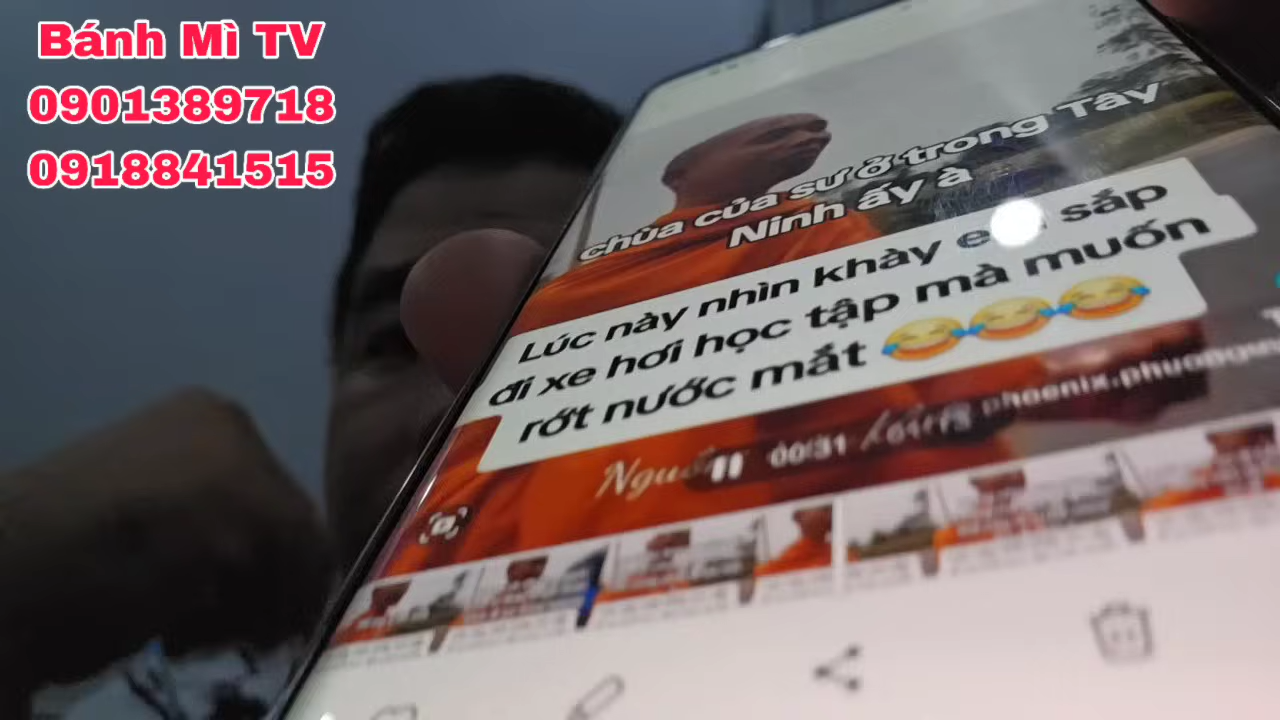 Bánh Mì TV
0901389718
0918841515
chùa của sư ở trong Tây
Ninh ấy à
Lúc này nhìn khày sắp
đi xe hơi học tập mà muốn
rớt nước mắt 😂😂😂
00:31